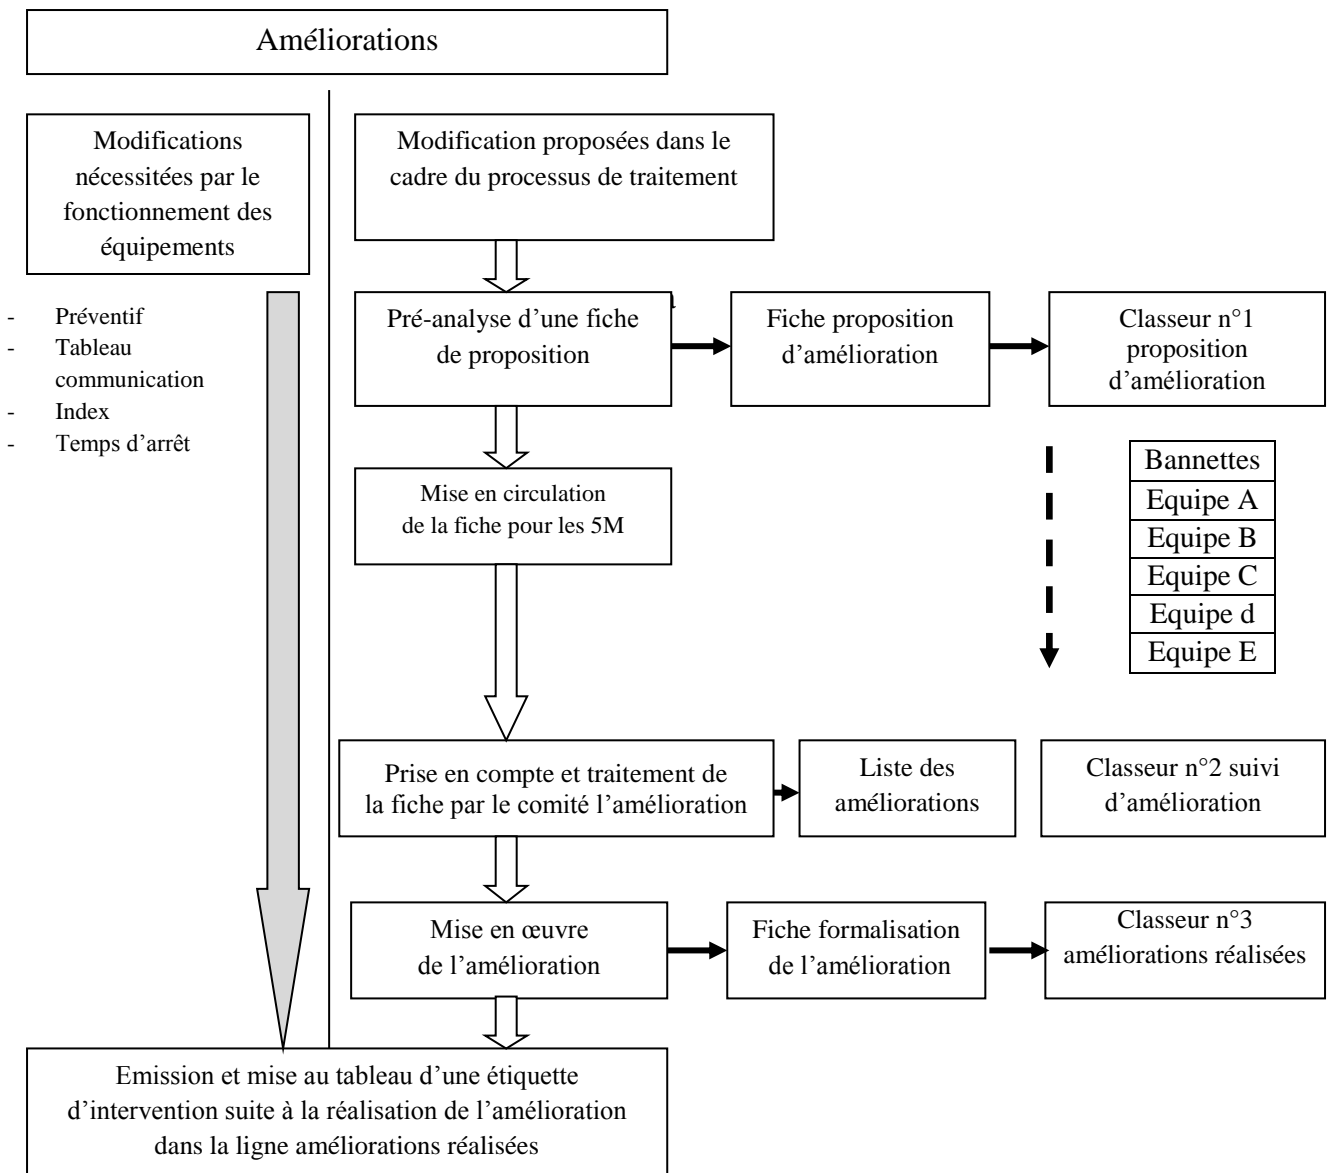 Améliorations
Modifications
nécessitées par le
fonctionnement des
équipements
- Préventif
- Tableau
communication
- Index
- Temps d’arrêt
Modification proposées dans le
cadre du processus de traitement
Pré-analyse d’une fiche
de proposition
Fiche proposition
d’amélioration
Classeur n°1
proposition
d’amélioration
Mise en circulation
de la fiche pour les 5M
Bannettes
Equipe A
Equipe B
Equipe C
Equipe d
Equipe E
Prise en compte et traitement de
la fiche par le comité l’amélioration
Liste des
améliorations
Classeur n°2 suivi
d’amélioration
Mise en œuvre
de l’amélioration
Fiche formalisation
de l’amélioration
Classeur n°3
améliorations réalisées
Emission et mise au tableau d’une étiquette
d’intervention suite à la réalisation de l’amélioration
dans la ligne améliorations réalisées